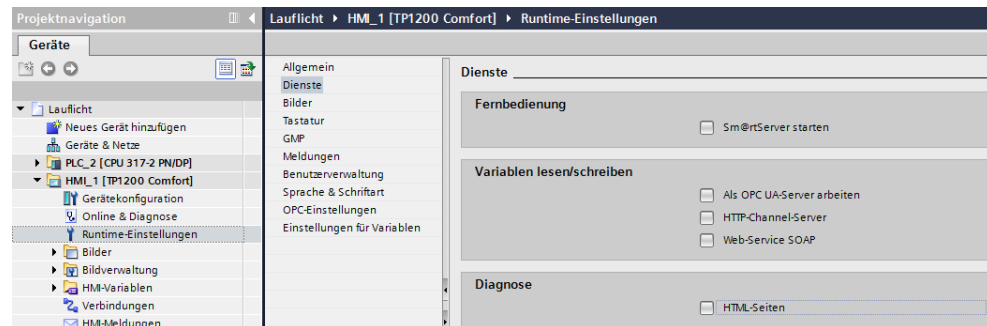 Projektnavigation
Lauflicht ▸ HMI_1 [TP1200 Comfort] ▸ Runtime-Einstellungen
Geräte
Lauflicht
Neues Gerät hinzufügen
Geräte & Netze
PLC_2 [CPU 317-2 PN/DP]
HMI_1 [TP1200 Comfort]
Gerätekonfiguration
Online & Diagnose
Runtime-Einstellungen
Bilder
Bildverwaltung
HMI-Variablen
Verbindungen
HMI-Meldungen
Allgemein
Dienste
Bilder
Tastatur
GMP
Meldungen
Benutzerverwaltung
Sprache & Schriftart
OPC-Einstellungen
Einstellungen für Variablen
Dienste
Fernbedienung
Sm@rtServer starten
Variablen lesen/schreiben
Als OPC UA-Server arbeiten
HTTP-Channel-Server
Web-Service SOAP
Diagnose
HTML-Seiten